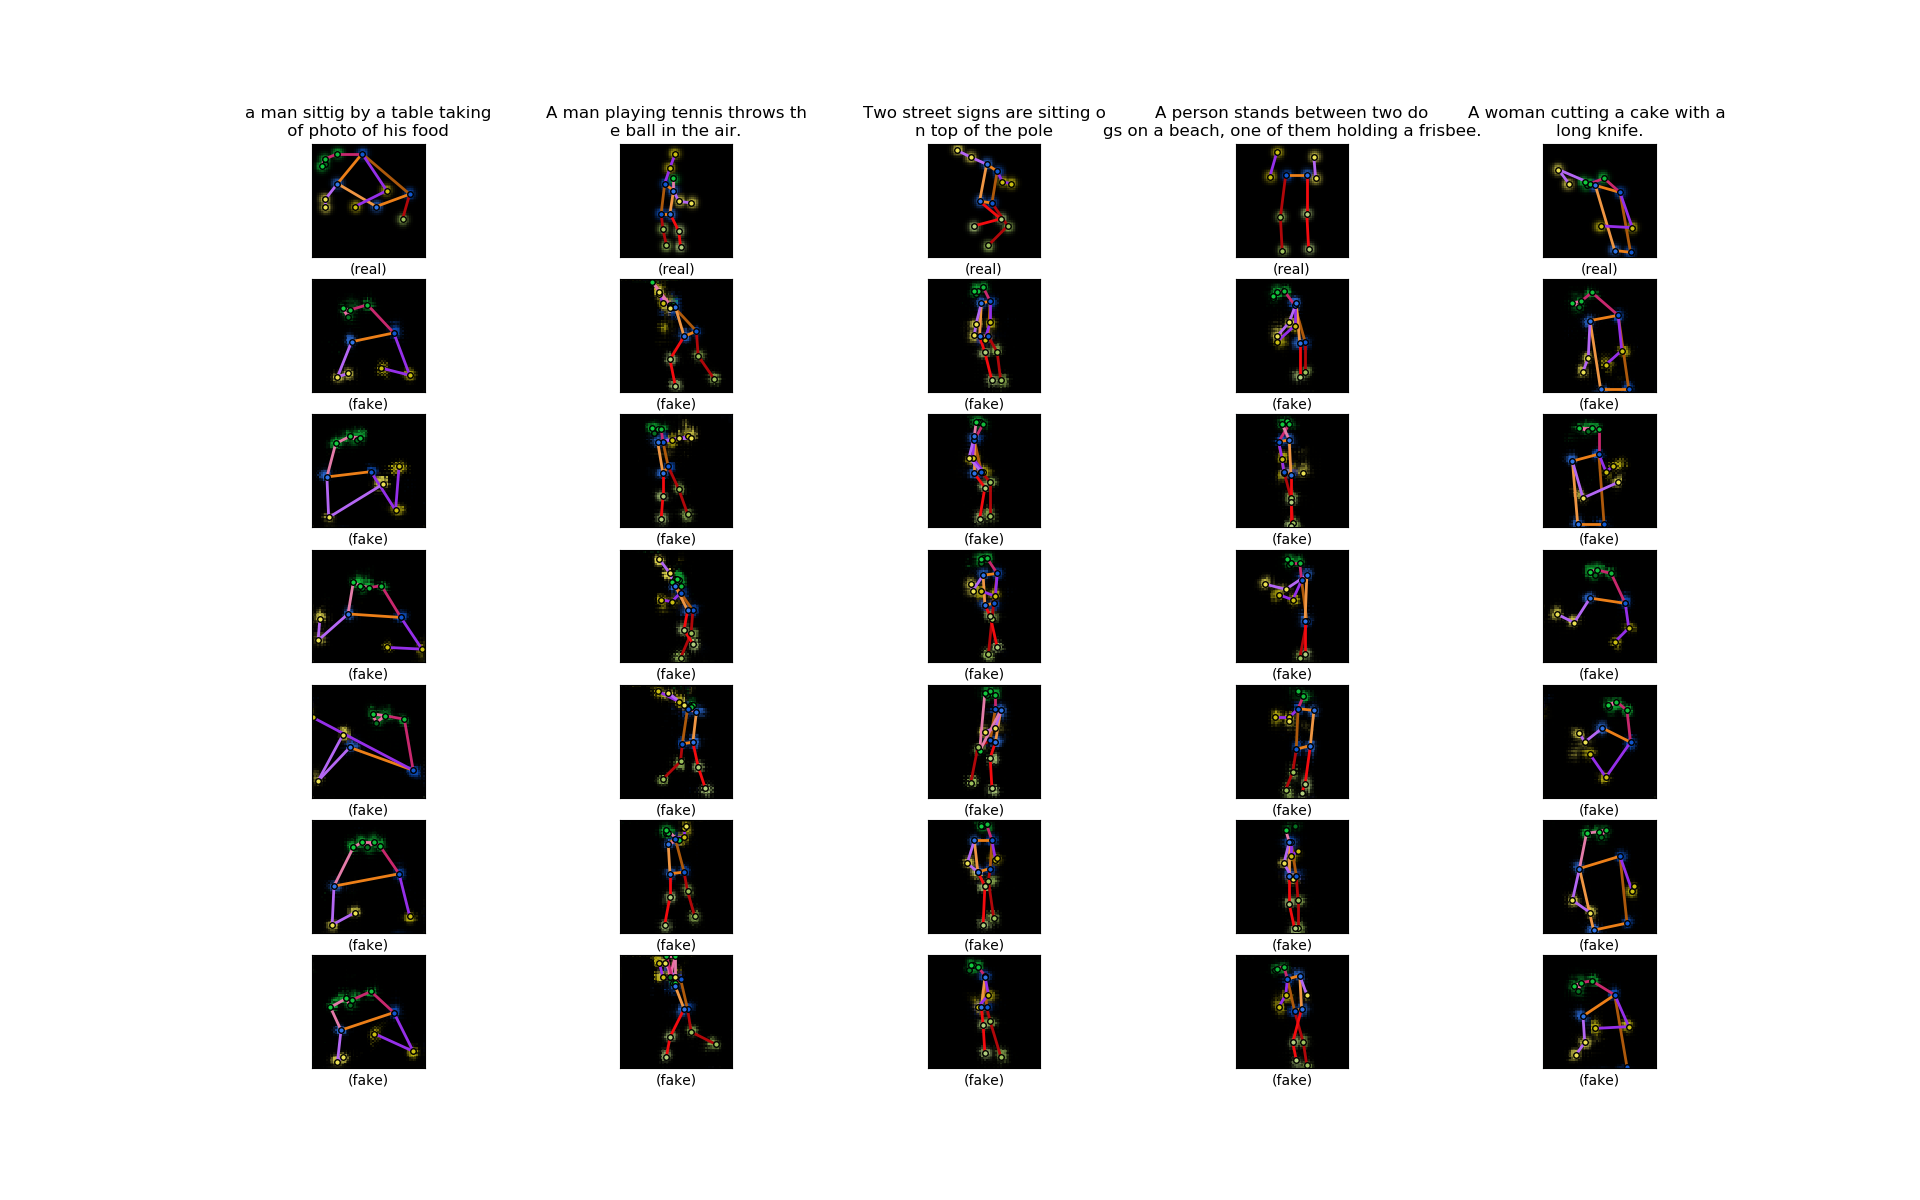 a man sittig by a table taking
of photo of his food
A man playing tennis throws th
e ball in the air.
Two street signs are sitting o
n top of the pole
A person stands between two do
gs on a beach, one of them holding a frisbee.
A woman cutting a cake with a
long knife.
(real) (real) (real) (real) (real)
(fake) (fake) (fake) (fake) (fake)
(fake) (fake) (fake) (fake) (fake)
(fake) (fake) (fake) (fake) (fake)
(fake) (fake) (fake) (fake) (fake)
(fake) (fake) (fake) (fake) (fake)
(fake) (fake) (fake) (fake) (fake)